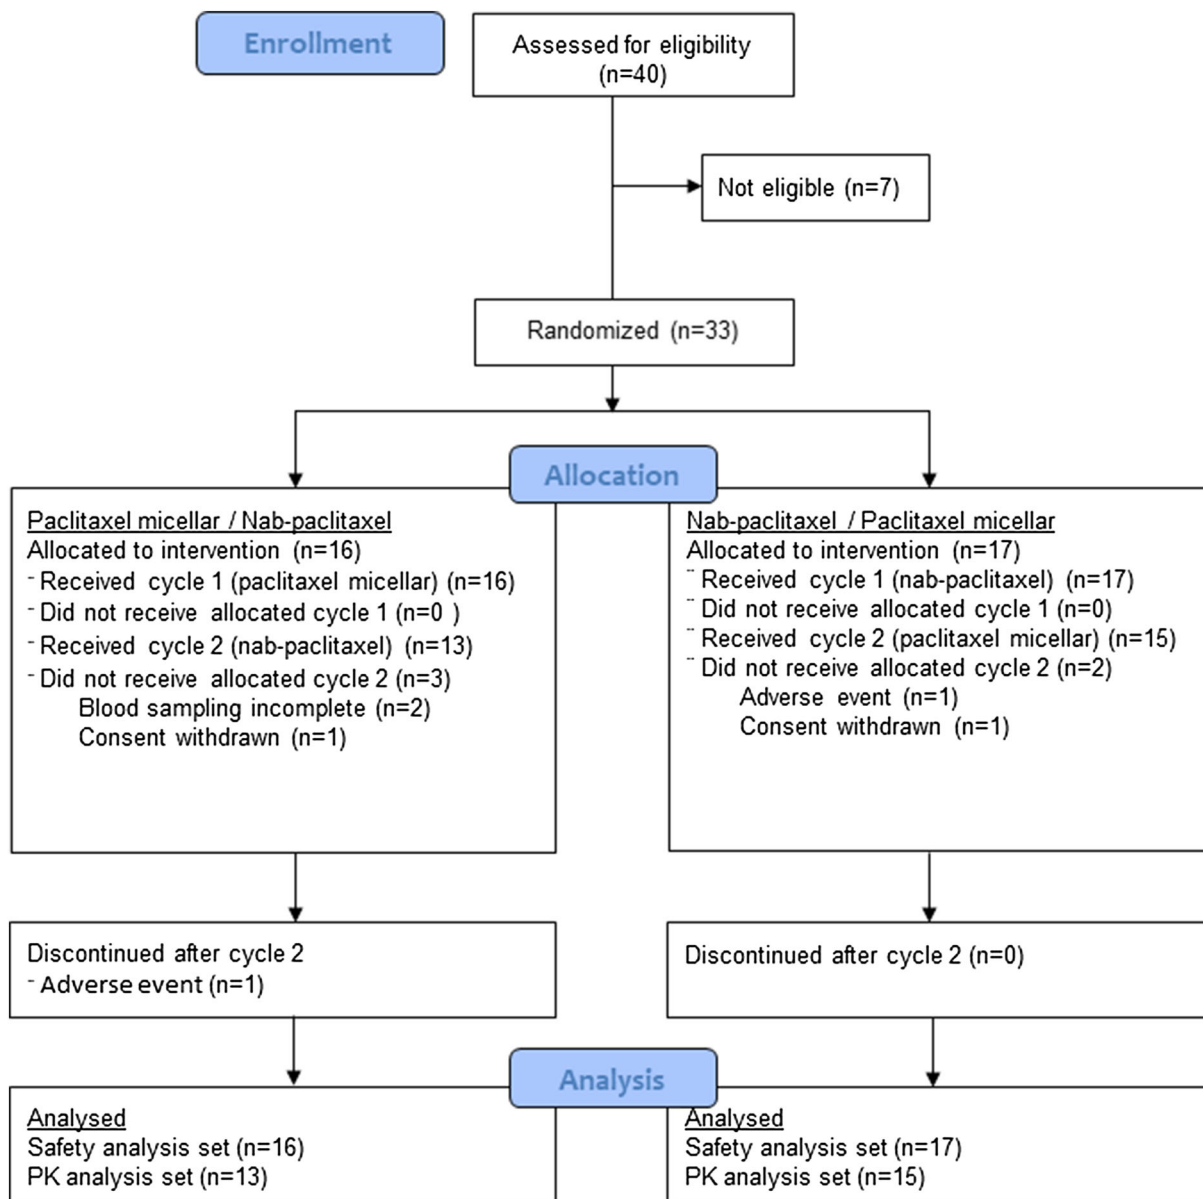 Enrollment
Assessed for eligibility
(n=40)
Not eligible (n=7)
Randomized (n=33)
Allocation
Paclitaxel micellar / Nab-paclitaxel
Allocated to intervention (n=16)
- Received cycle 1 (paclitaxel micellar) (n=16)
- Did not receive allocated cycle 1 (n=0 )
- Received cycle 2 (nab-paclitaxel) (n=13)
- Did not receive allocated cycle 2 (n=3)
Blood sampling incomplete (n=2)
Consent withdrawn (n=1)
Nab-paclitaxel / Paclitaxel micellar
Allocated to intervention (n=17)
¨ Received cycle 1 (nab-paclitaxel) (n=17)
¨ Did not receive allocated cycle 1 (n=0)
¨ Received cycle 2 (paclitaxel micellar) (n=15)
¨ Did not receive allocated cycle 2 (n=2)
Adverse event (n=1)
Consent withdrawn (n=1)
Discontinued after cycle 2
- Adverse event (n=1)
Discontinued after cycle 2 (n=0)
Analysis
Analysed
Safety analysis set (n=16)
PK analysis set (n=13)
Analysed
Safety analysis set (n=17)
PK analysis set (n=15)